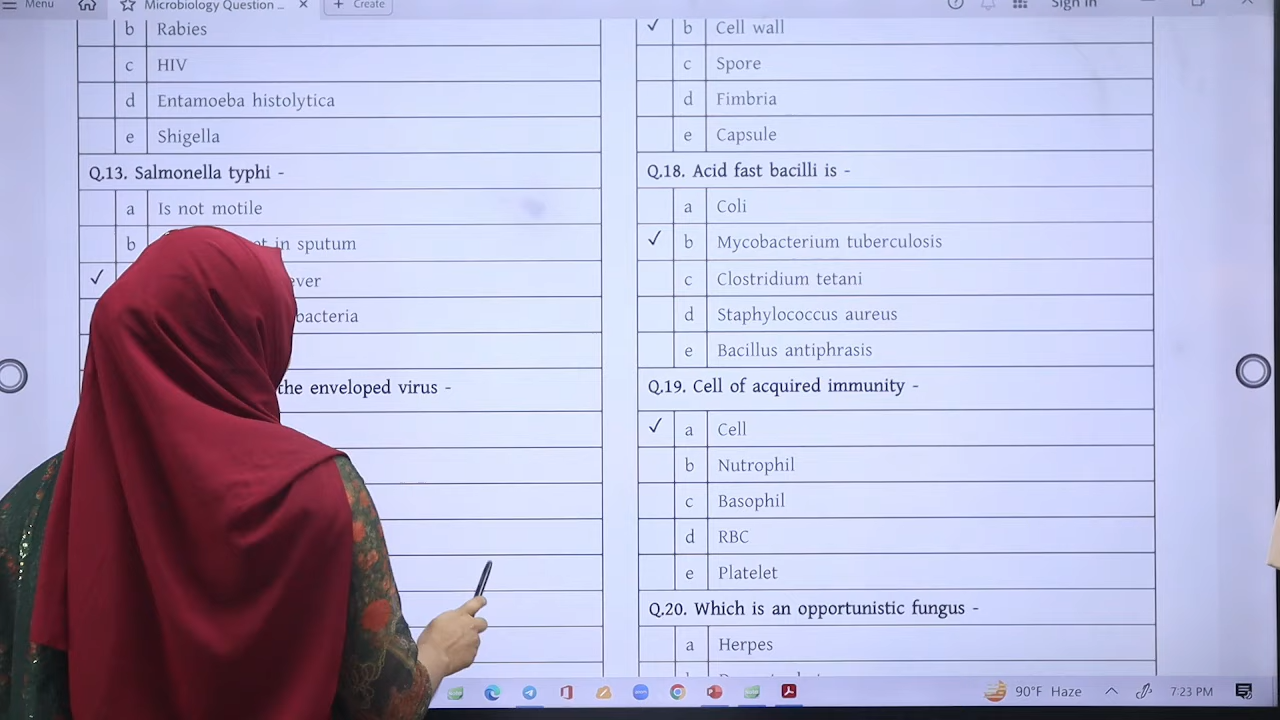 Menu
Microbiology Question ...
+ Create
Sign in
b Rabies
c HIV
d Entamoeba histolytica
e Shigella
Q.13. Salmonella typhi -
a Is not motile
b in sputum
✓
bacteria
the enveloped virus -
✓ b Cell wall
c Spore
d Fimbria
e Capsule
Q.18. Acid fast bacilli is -
a Coli
✓ b Mycobacterium tuberculosis
c Clostridium tetani
d Staphylococcus aureus
e Bacillus antiphrasis
Q.19. Cell of acquired immunity -
✓ a Cell
b Nutrophil
c Basophil
d RBC
e Platelet
Q.20. Which is an opportunistic fungus -
a Herpes
90°F Haze
7:23 PM